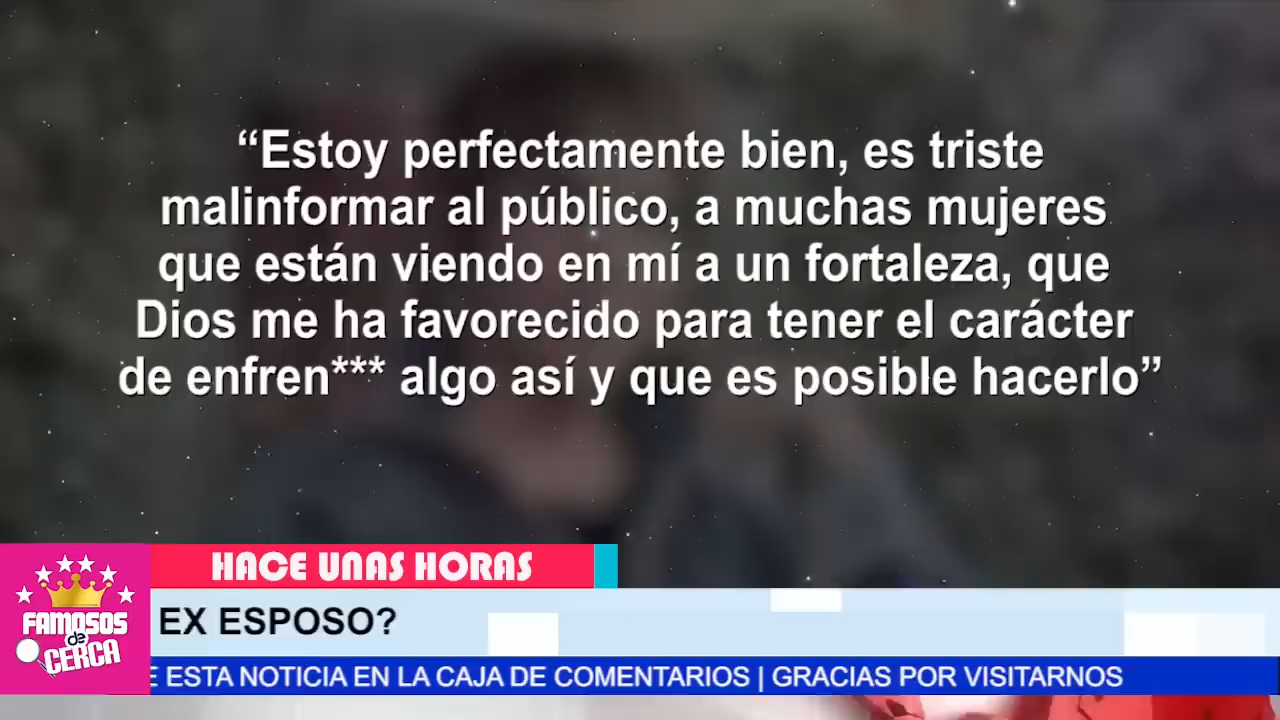 “Estoy perfectamente bien, es triste
malinformar al público, a muchas mujeres
que están viendo en mí a un fortaleza, que
Dios me ha favorecido para tener el carácter
de enfren*** algo así y que es posible hacerlo”
HACE UNAS HORAS
EX ESPOSO?
FAMOSOS
de
CERCA
ESTA NOTICIA EN LA CAJA DE COMENTARIOS | GRACIAS POR VISITARNOS